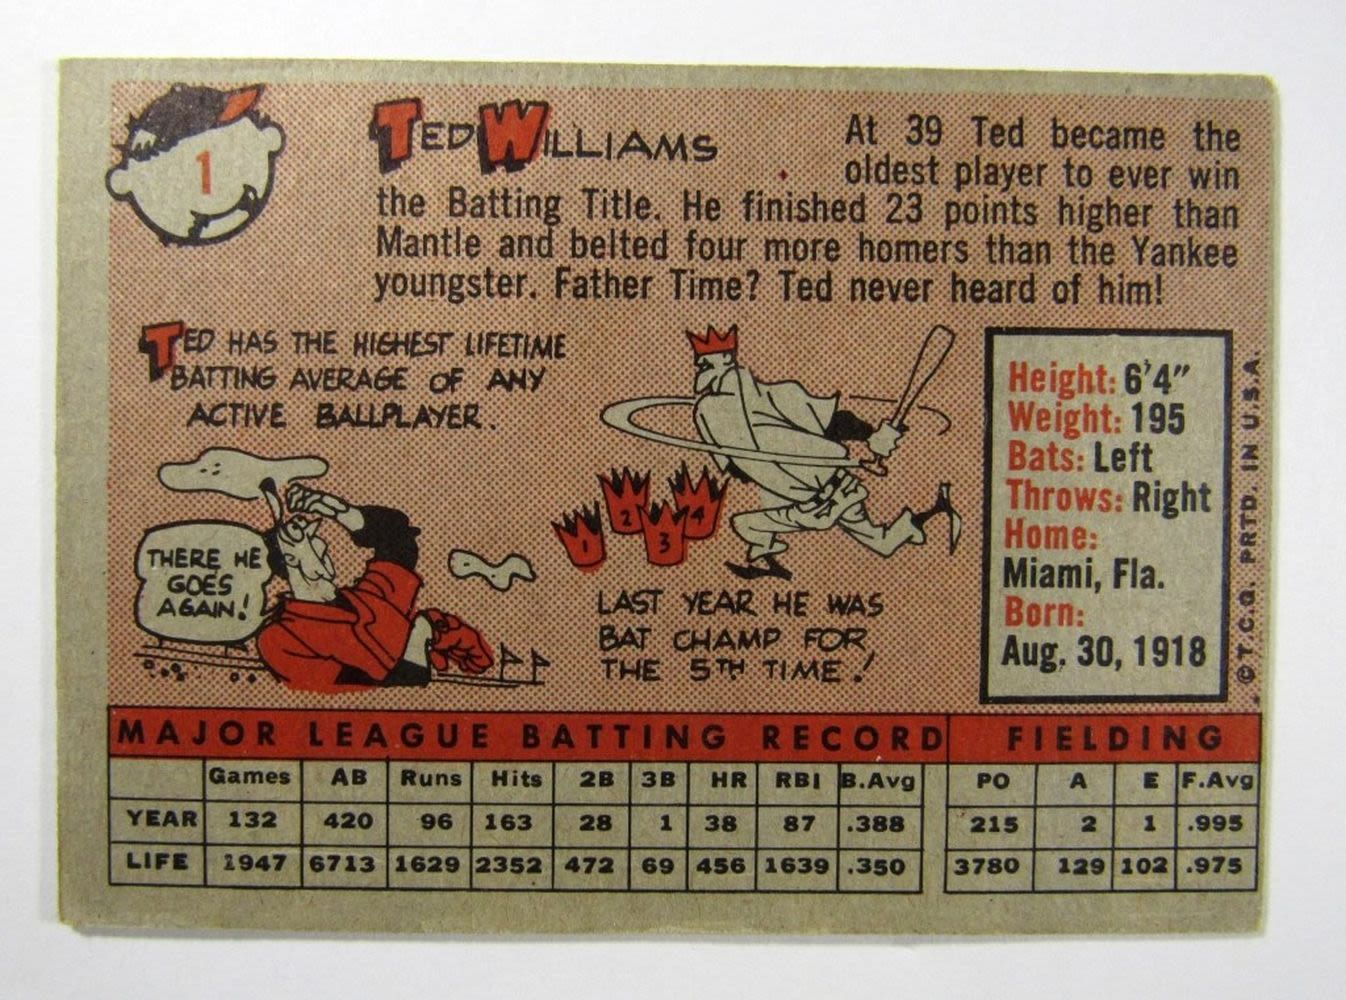 1
TED WILLIAMS
At 39 Ted became the
oldest player to ever win
the Batting Title. He finished 23 points higher than
Mantle and belted four more homers than the Yankee
youngster. Father Time? Ted never heard of him!
TED HAS THE HIGHEST LIFETIME
BATTING AVERAGE OF ANY
ACTIVE BALLPLAYER.
THERE HE
GOES
AGAIN!
1 2 3 4
LAST YEAR HE WAS
BAT CHAMP FOR
THE 5TH TIME!
Height: 6'4"
Weight: 195
Bats: Left
Throws: Right
Home:
Miami, Fla.
Born:
Aug. 30, 1918
© T.C.G. PRTD. IN U.S.A.
MAJOR LEAGUE BATTING RECORD FIELDING
Games AB Runs Hits 2B 3B HR RBI B.Avg PO A E F.Avg
YEAR 132 420 96 163 28 1 38 87 .388 215 2 1 .995
LIFE 1947 6713 1629 2352 472 69 456 1639 .350 3780 129 102 .975